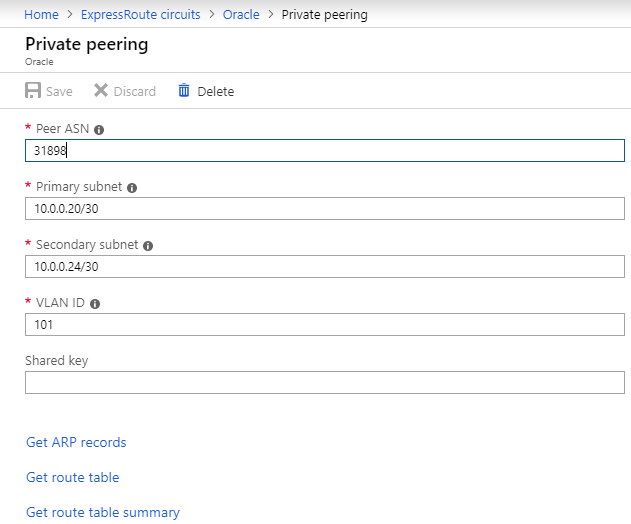 Home > ExpressRoute circuits > Oracle > Private peering
Private peering
Oracle
Save Discard Delete
* Peer ASN
31898
* Primary subnet
10.0.0.20/30
* Secondary subnet
10.0.0.24/30
* VLAN ID
101
Shared key
Get ARP records
Get route table
Get route table summary